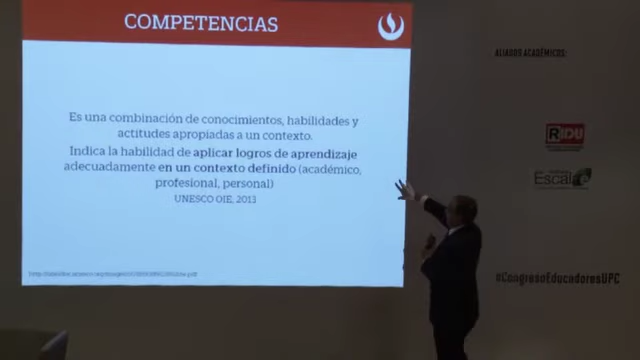 COMPETENCIAS
Es una combinación de conocimientos, habilidades y
actitudes apropiadas a un contexto.
Indica la habilidad de aplicar logros de aprendizaje
adecuadamente en un contexto definido (académico,
profesional, personal)
UNESCO OIE, 2013
ALIADOS ACADÉMICOS:
RIDU
Escal
#CongresoEducadoresUPC